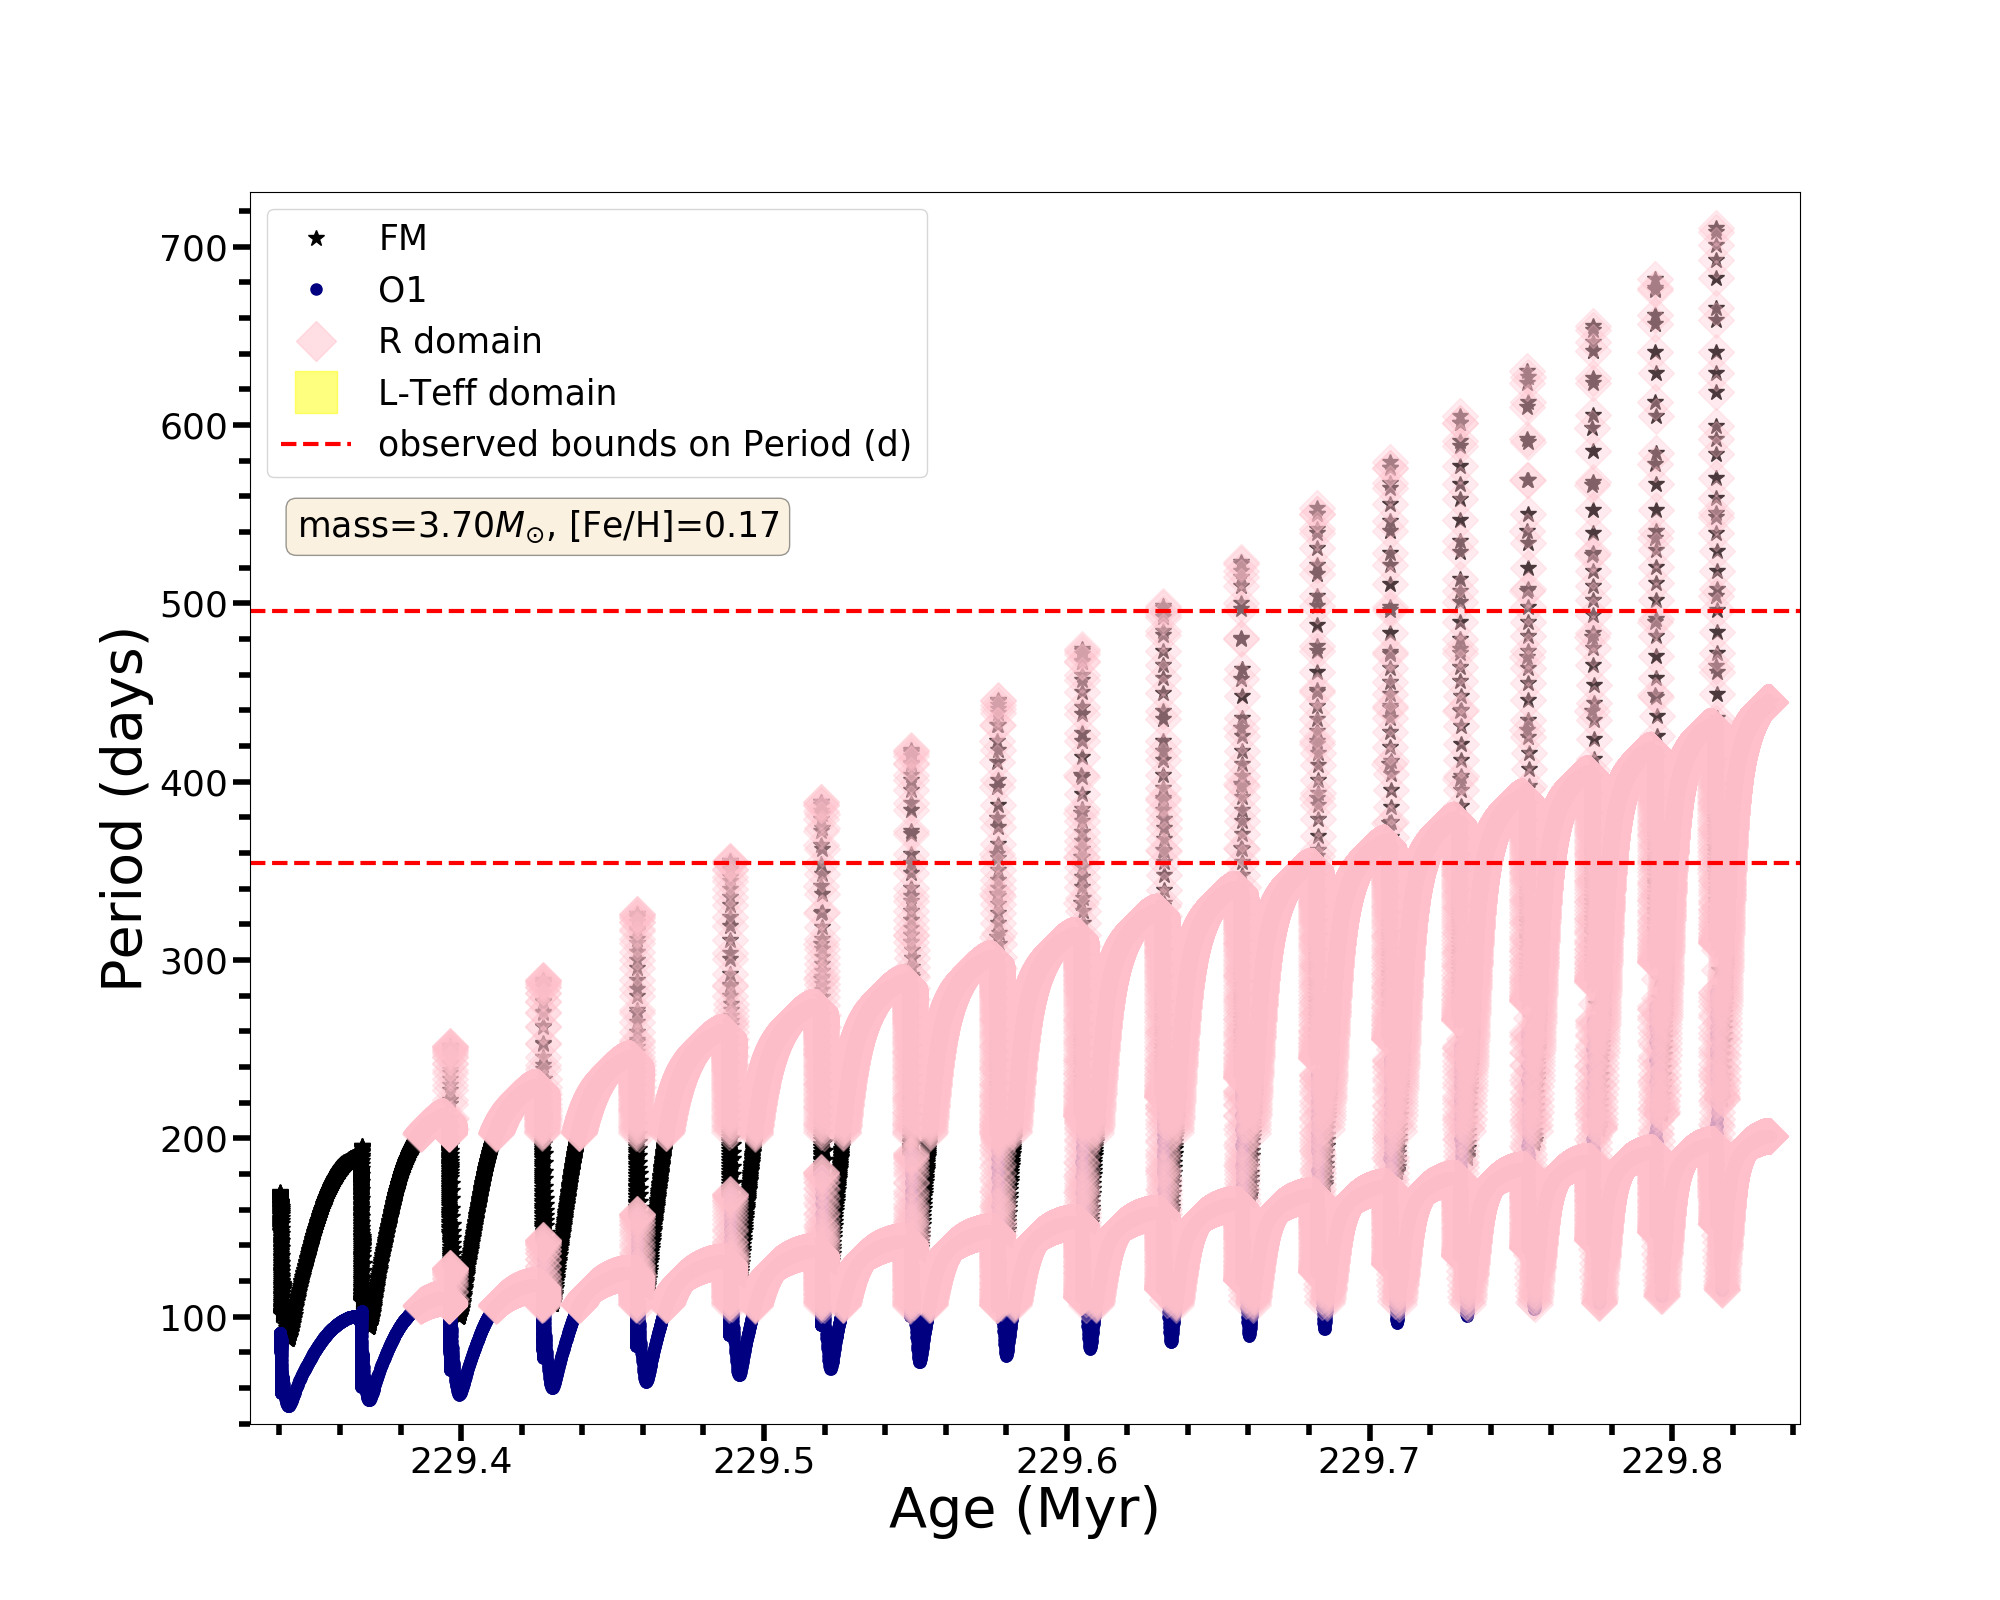 FM
O1
R domain
L-Teff domain
observed bounds on Period (d)
mass=3.70M☉, [Fe/H]=0.17
700
600
500
400
300
200
100
Period (days)
229.4 229.5 229.6 229.7 229.8
Age (Myr)